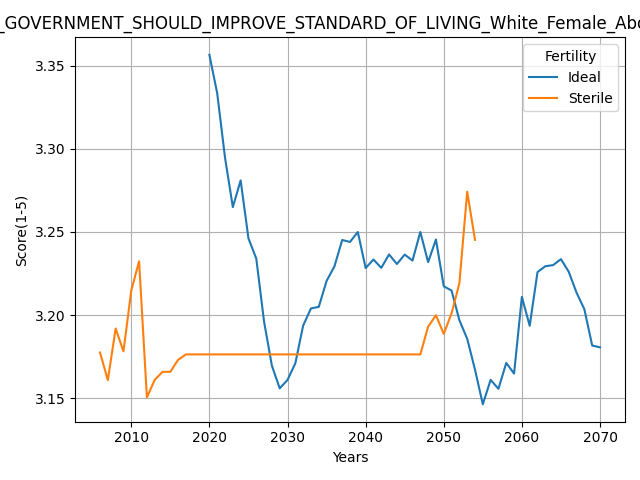 _GOVERNMENT_SHOULD_IMPROVE_STANDARD_OF_LIVING_White_Female_Abo
Fertility
Ideal
Sterile
Score(1-5)
3.35
3.30
3.25
3.20
3.15
2010 2020 2030 2040 2050 2060 2070
Years